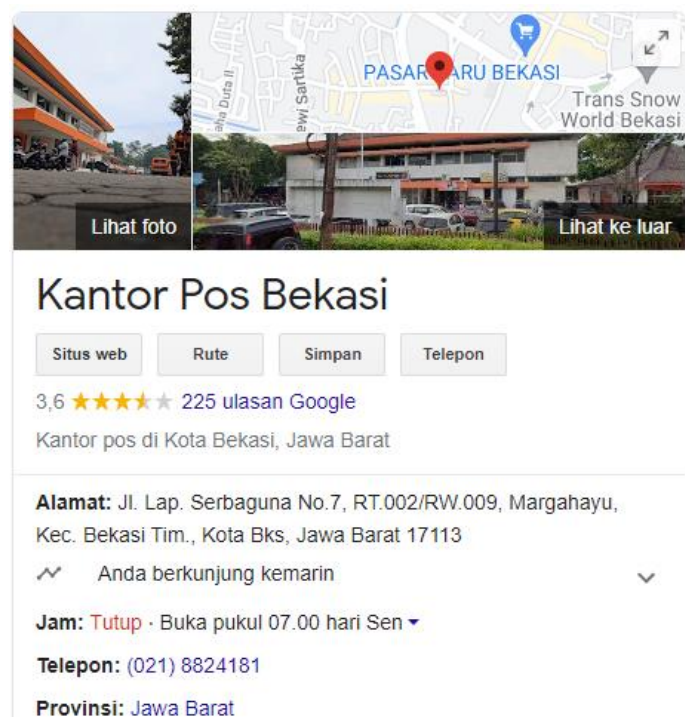 aha Duta II
ewi Sartika
PASAR BARU BEKASI
Trans Snow
World Bekasi
Lihat foto
Lihat ke luar
Kantor Pos Bekasi
Situs web
Rute
Simpan
Telepon
3,6
225 ulasan Google
Kantor pos di Kota Bekasi, Jawa Barat
Alamat: Jl. Lap. Serbaguna No.7, RT.002/RW.009, Margahayu,
Kec. Bekasi Tim., Kota Bks, Jawa Barat 17113
Anda berkunjung kemarin
Jam: Tutup · Buka pukul 07.00 hari Sen
Telepon: (021) 8824181
Provinsi: Jawa Barat